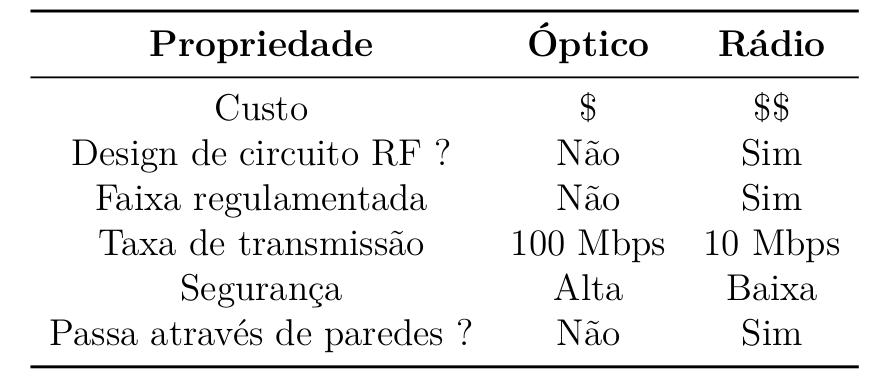 Propriedade Óptico Rádio
Custo $ $$
Design de circuito RF ? Não Sim
Faixa regulamentada Não Sim
Taxa de transmissão 100 Mbps 10 Mbps
Segurança Alta Baixa
Passa através de paredes ? Não Sim